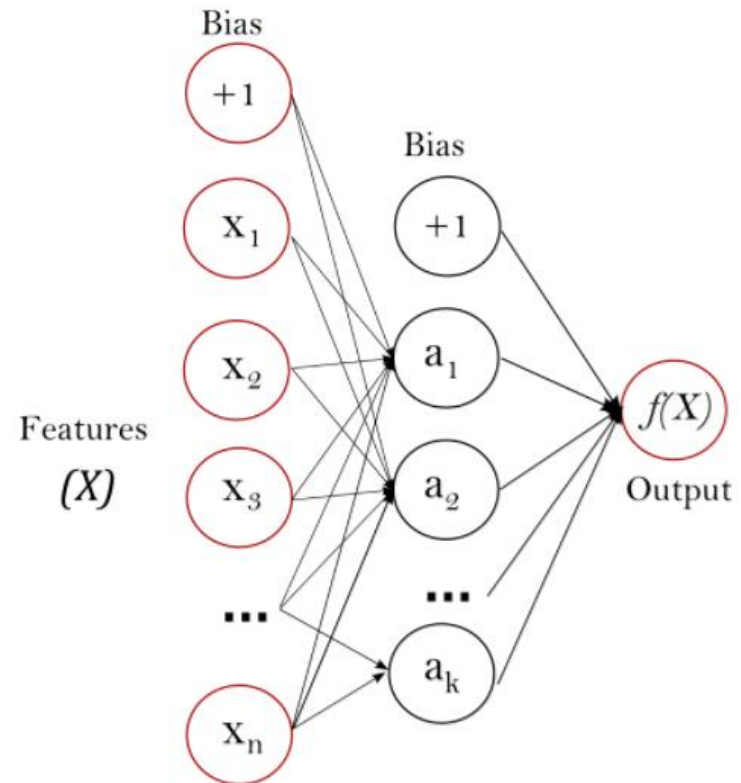 Bias
+1
x₁
x₂
x₃
...
xₙ
Features
(X)
Bias
+1
a₁
a₂
...
aₖ
f(X)
Output